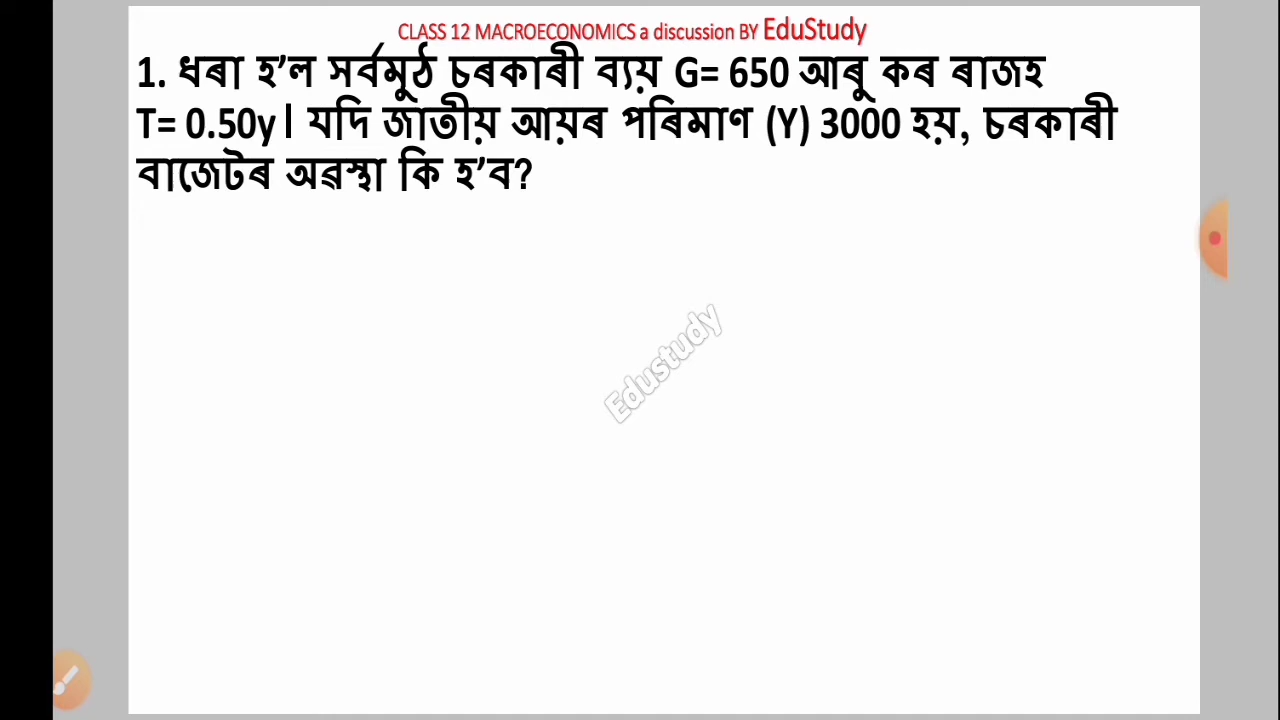 CLASS 12 MACROECONOMICS a discussion BY EduStudy
1. ধৰা হ’ল সৰ্বমুঠ চৰকাৰী ব্যয় G= 650 আৰু কৰ ৰাজহ
T= 0.50y। যদি জাতীয় আয়ৰ পৰিমাণ (Y) 3000 হয়, চৰকাৰী
বাজেটৰ অৱস্থা কি হ’ব?
Edustudy